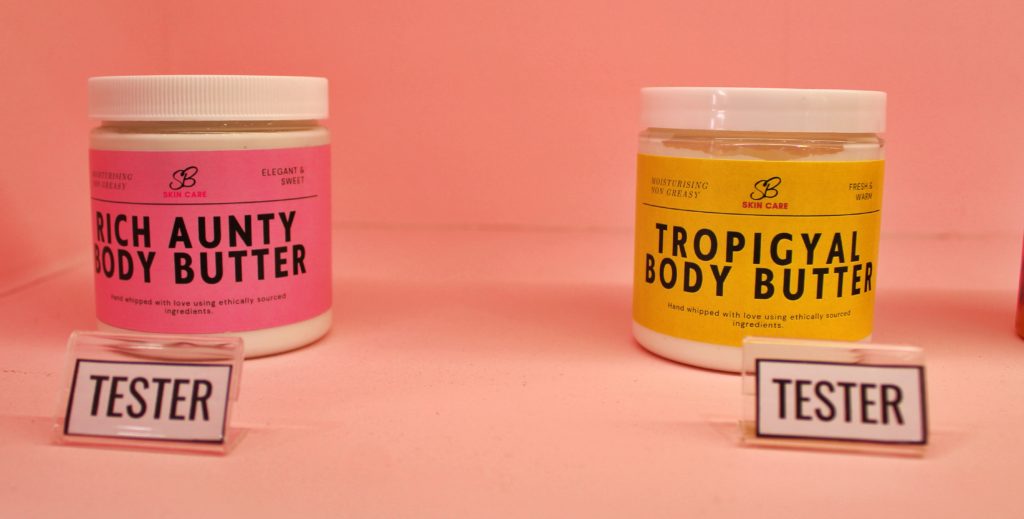 MOISTURISING
NON GREASY
SB
SKIN CARE
ELEGANT &
SWEET
RICH AUNTY
BODY BUTTER
Hand whipped with love using ethically sourced
ingredients.
TESTER
MOISTURISING
NON GREASY
SB
SKIN CARE
FRESH &
WARM
TROPIGYAL
BODY BUTTER
Hand whipped with love using ethically sourced
ingredients.
TESTER